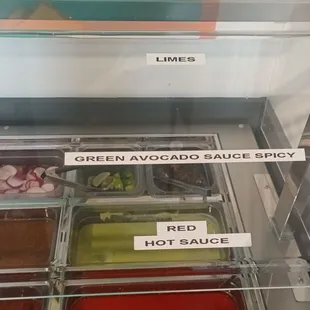 LIMES
GREEN AVOCADO SAUCE SPICY
RED
HOT SAUCE